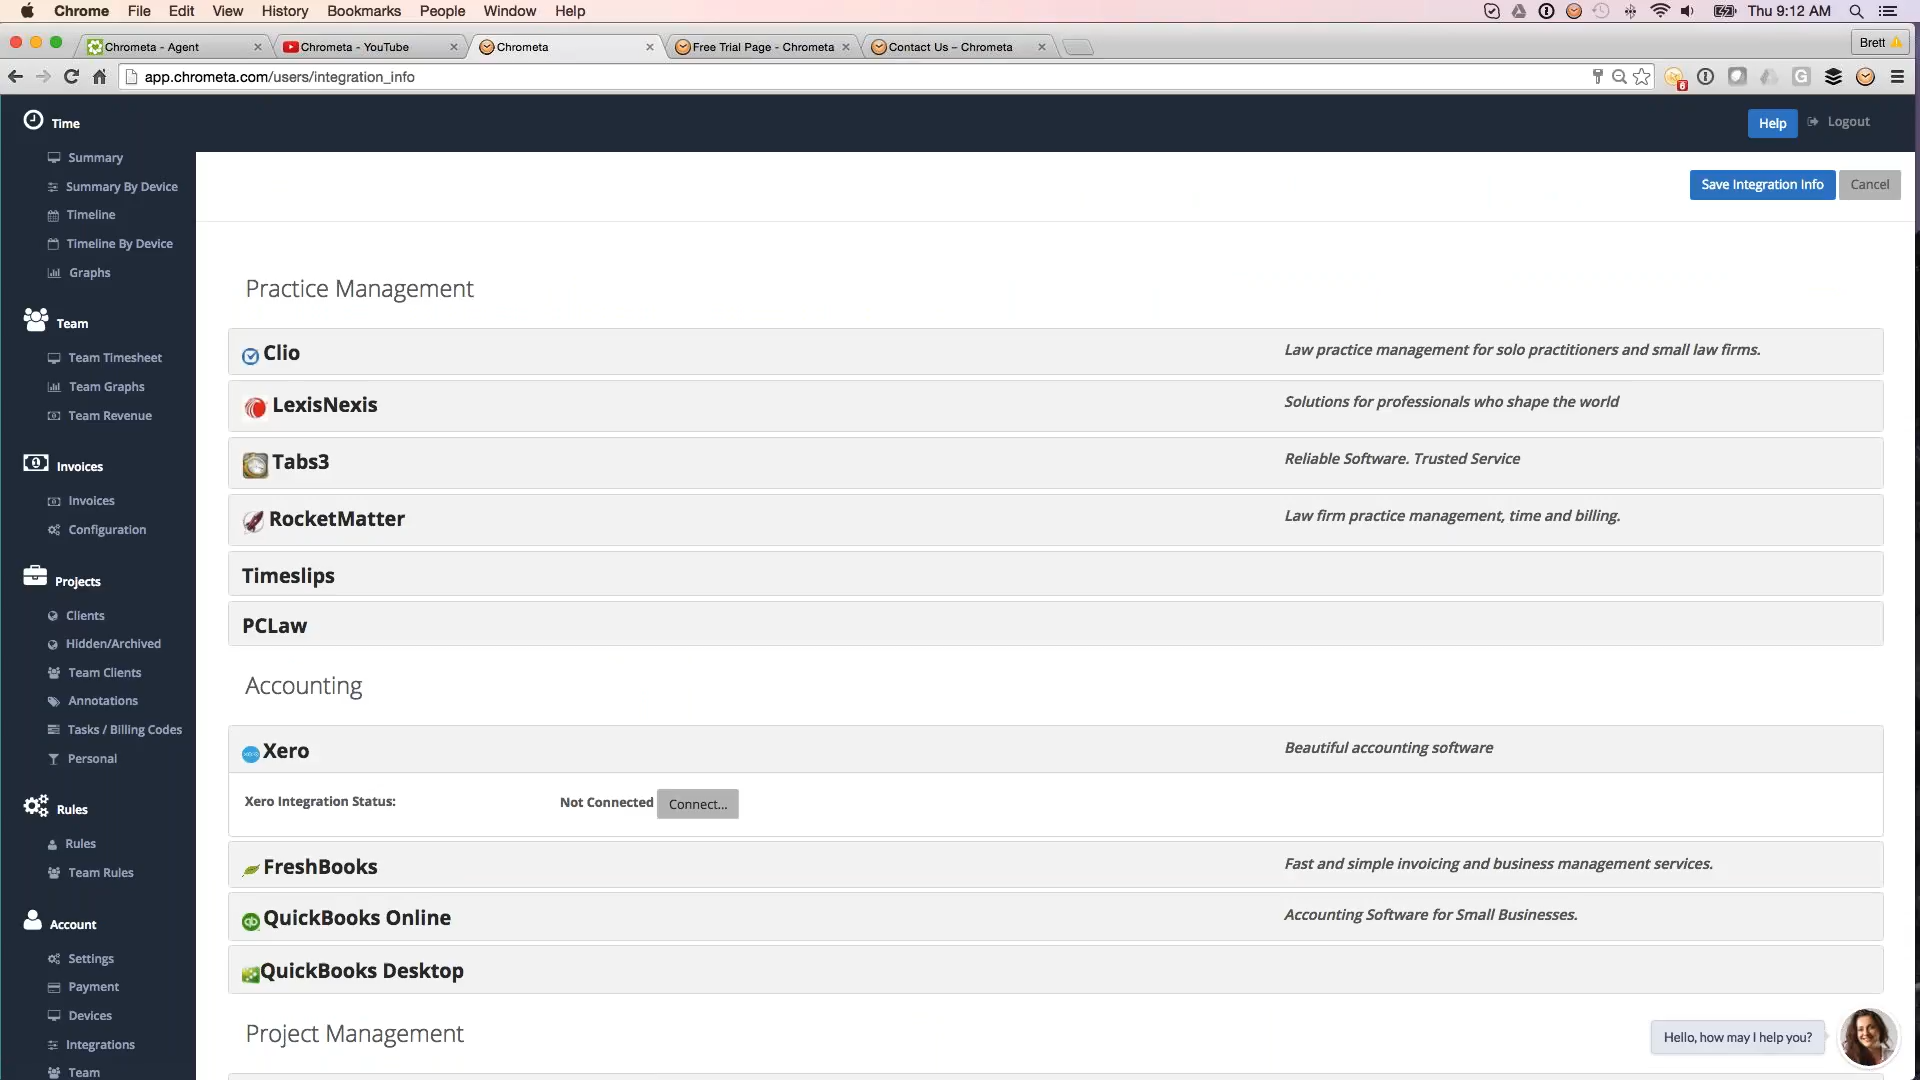 Chrome File Edit View History Bookmarks People Window Help Thu 9:12 AM
Chrometa - Agent Chrometa - YouTube Chrometa Free Trial Page - Chrometa Contact Us – Chrometa Brett
app.chrometa.com/users/integration_info
Time
Summary
Summary By Device
Timeline
Timeline By Device
Graphs
Team
Team Timesheet
Team Graphs
Team Revenue
Invoices
Invoices
Configuration
Projects
Clients
Hidden/Archived
Team Clients
Annotations
Tasks / Billing Codes
Personal
Rules
Rules
Team Rules
Account
Settings
Payment
Devices
Integrations
Team
Help Logout
Save Integration Info Cancel
Practice Management
Clio Law practice management for solo practitioners and small law firms.
LexisNexis Solutions for professionals who shape the world
Tabs3 Reliable Software. Trusted Service
RocketMatter Law firm practice management, time and billing.
Timeslips
PCLaw
Accounting
Xero Beautiful accounting software
Xero Integration Status: Not Connected Connect...
FreshBooks Fast and simple invoicing and business management services.
QuickBooks Online Accounting Software for Small Businesses.
QuickBooks Desktop
Project Management
Hello, how may I help you?